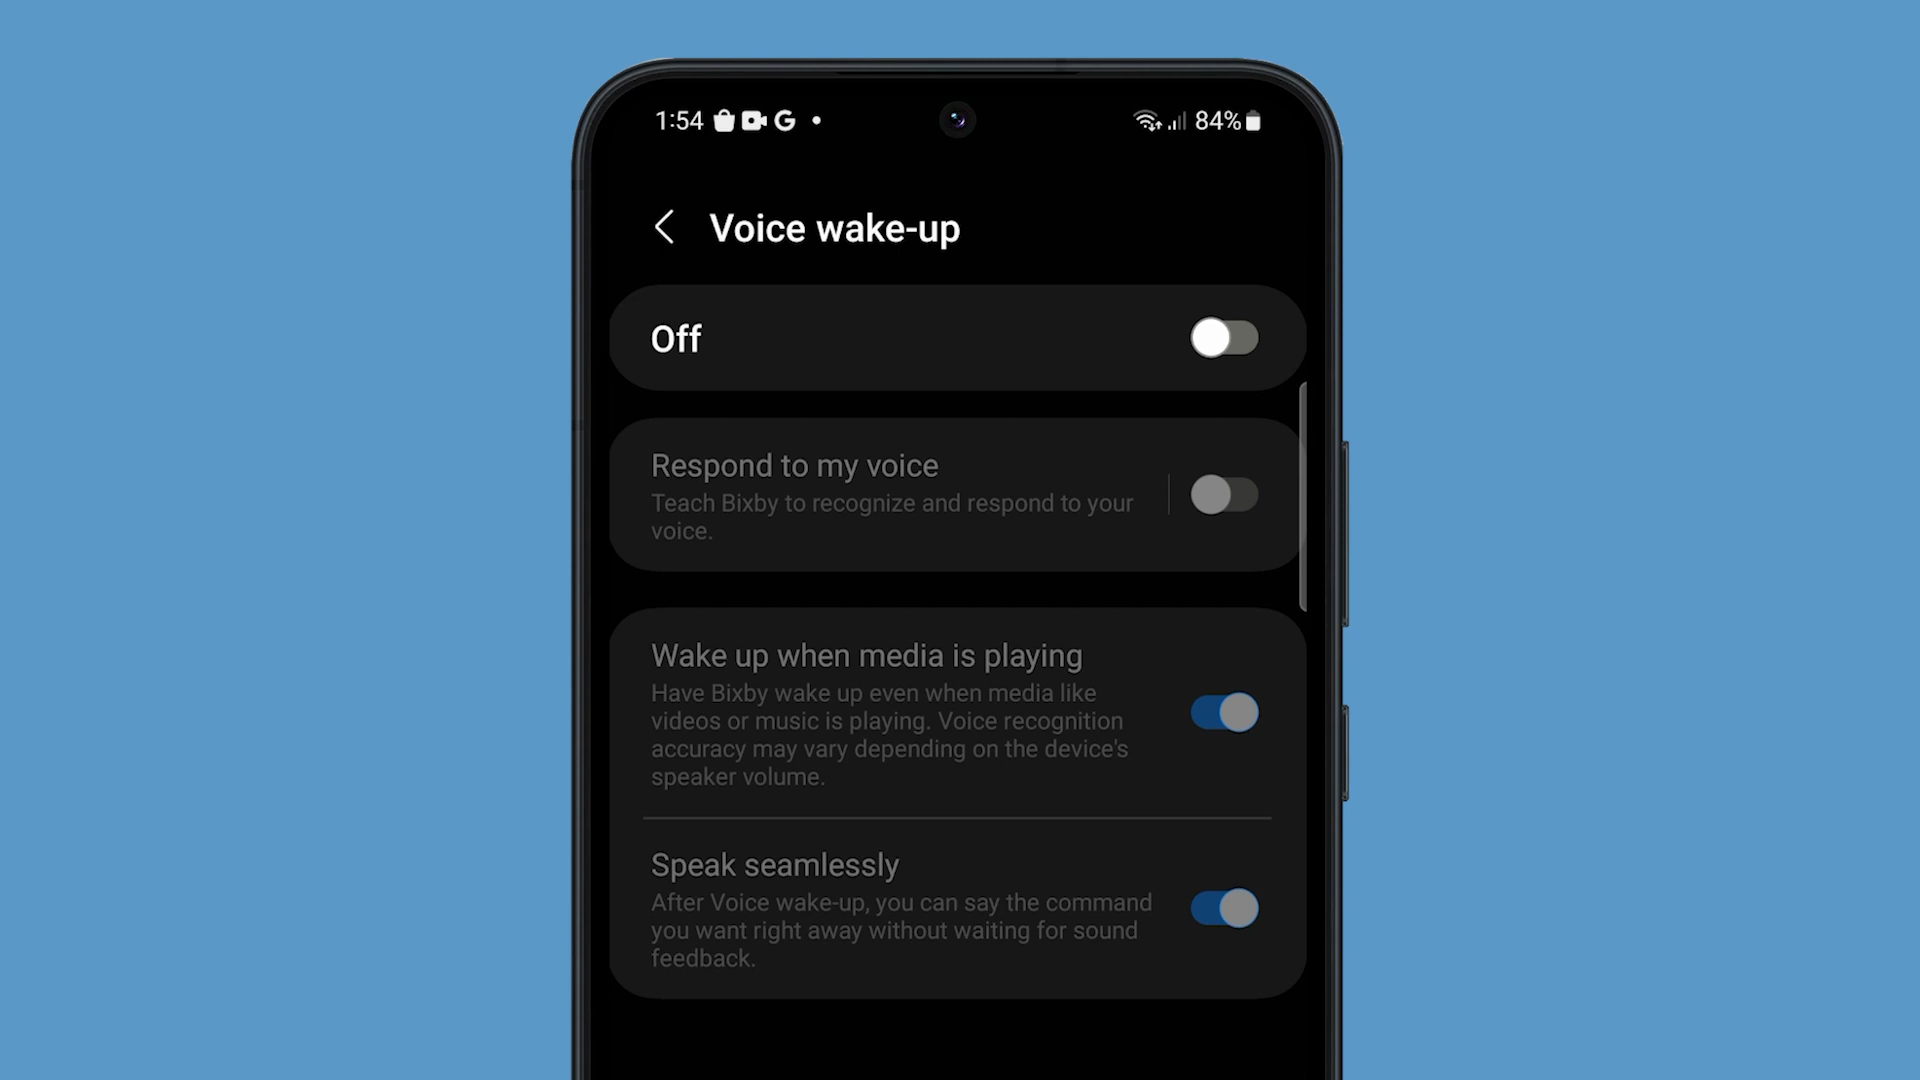 1:54 G 84%
Voice wake-up
Off
Respond to my voice
Teach Bixby to recognize and respond to your
voice.
Wake up when media is playing
Have Bixby wake up even when media like
videos or music is playing. Voice recognition
accuracy may vary depending on the device's
speaker volume.
Speak seamlessly
After Voice wake-up, you can say the command
you want right away without waiting for sound
feedback.